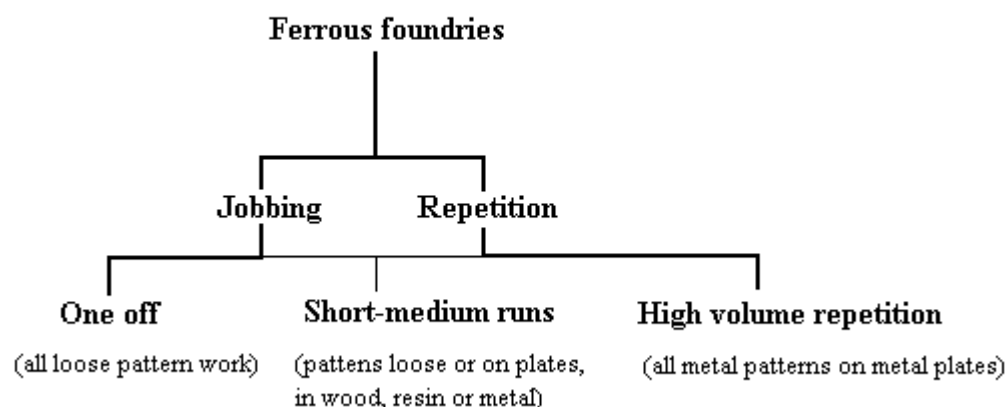 Ferrous foundries
Jobbing
Repetition
One off
Short-medium runs
High volume repetition
(all loose pattern work)
(pattens loose or on plates,
in wood, resin or metal)
(all metal patterns on metal plates)